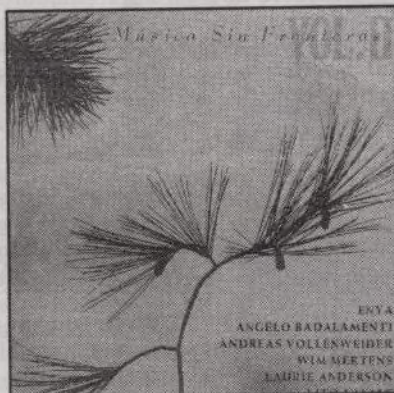 Música Sin Fronteras
ENYA
ANGELO BADALAMENTI
ANDREAS VOLLENWEIDER
WIM MERTENS
LAURIE ANDERSON